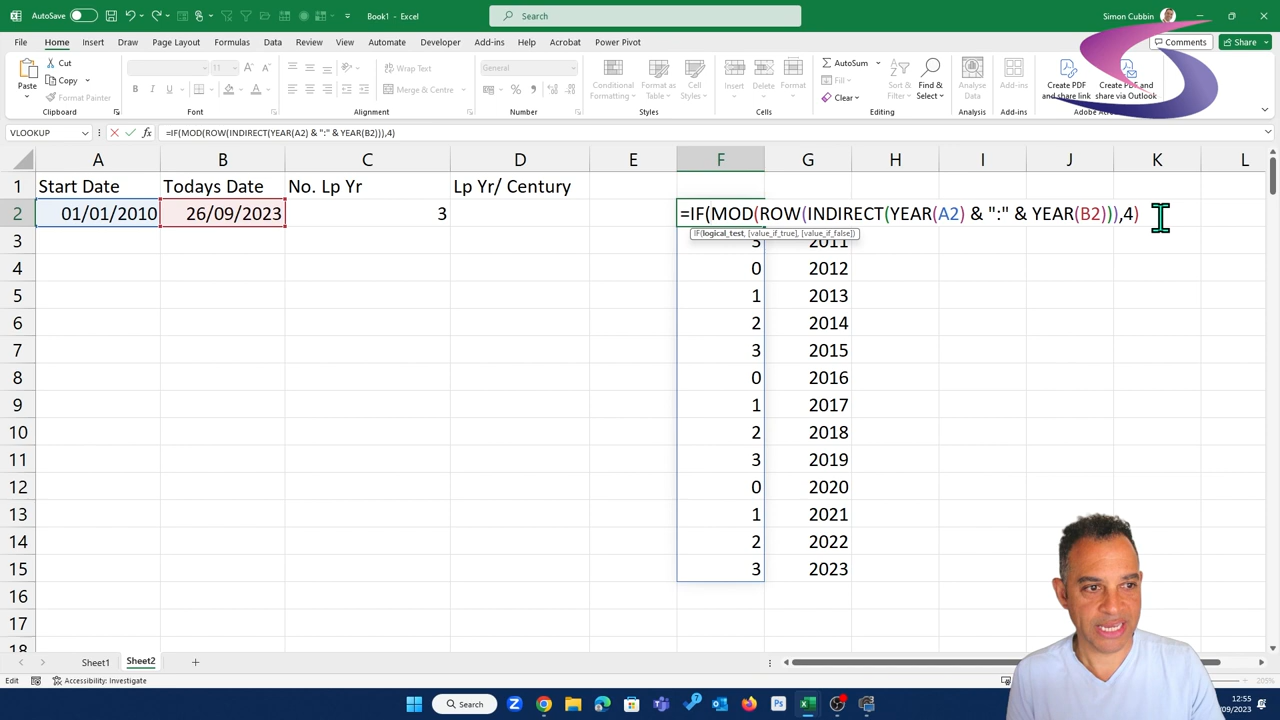 AutoSave
Book1 - Excel
Search
Simon Cubbin
File Home Insert Draw Page Layout Formulas Data Review View Automate Developer Add-ins Help Acrobat Power Pivot
Comments
Share
Paste
Cut
Copy
Format Painter
Clipboard
11
Font
Wrap Text
Merge & Centre
Alignment
General
Number
Conditional Formatting
Format as Table
Cell Styles
Styles
Insert
Delete
Format
Cells
AutoSum
Fill
Clear
Sort & Filter
Find & Select
Editing
Analyse Data
Analysis
Add-ins
Add-ins
Create PDF and share link
Create PDF and share via Outlook
VLOOKUP
=IF(MOD(ROW(INDIRECT(YEAR(A2) & ":" & YEAR(B2))),4)
A B C D E F G H I J K L
1 Start Date Todays Date No. Lp Yr Lp Yr/ Century
2 01/01/2010 26/09/2023 3 =IF(MOD(ROW(INDIRECT(YEAR(A2) & ":" & YEAR(B2))),4)
IF(logical_test, [value_if_true], [value_if_false])
3 3 2011
4 0 2012
5 1 2013
6 2 2014
7 3 2015
8 0 2016
9 1 2017
10 2 2018
11 3 2019
12 0 2020
13 1 2021
14 2 2022
15 3 2023
16
17
18
Sheet1 Sheet2
Edit
Accessibility: Investigate
205%
Search
12:55
/09/2023